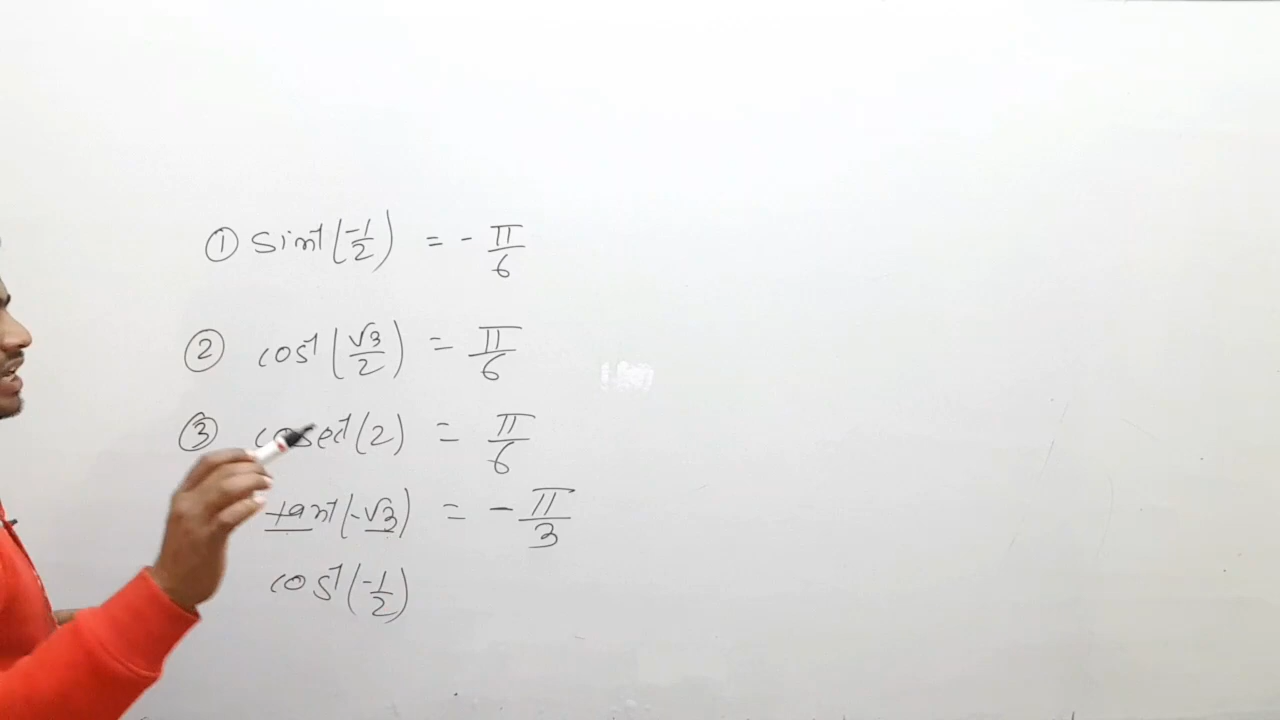 ① sin⁻¹(-1/2) = - π/6
② cos⁻¹(√3/2) = π/6
③ cosec⁻¹(2) = π/6
tan⁻¹(-√3) = - π/3
cos⁻¹(-1/2)